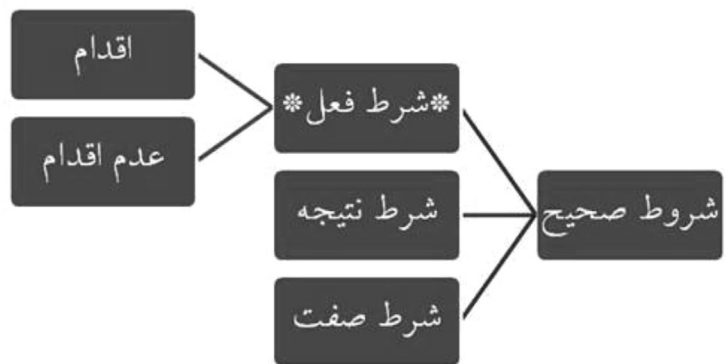 شروط صحیح
*شرط فعل*
شرط نتیجه
شرط صفت
اقدام
عدم اقدام